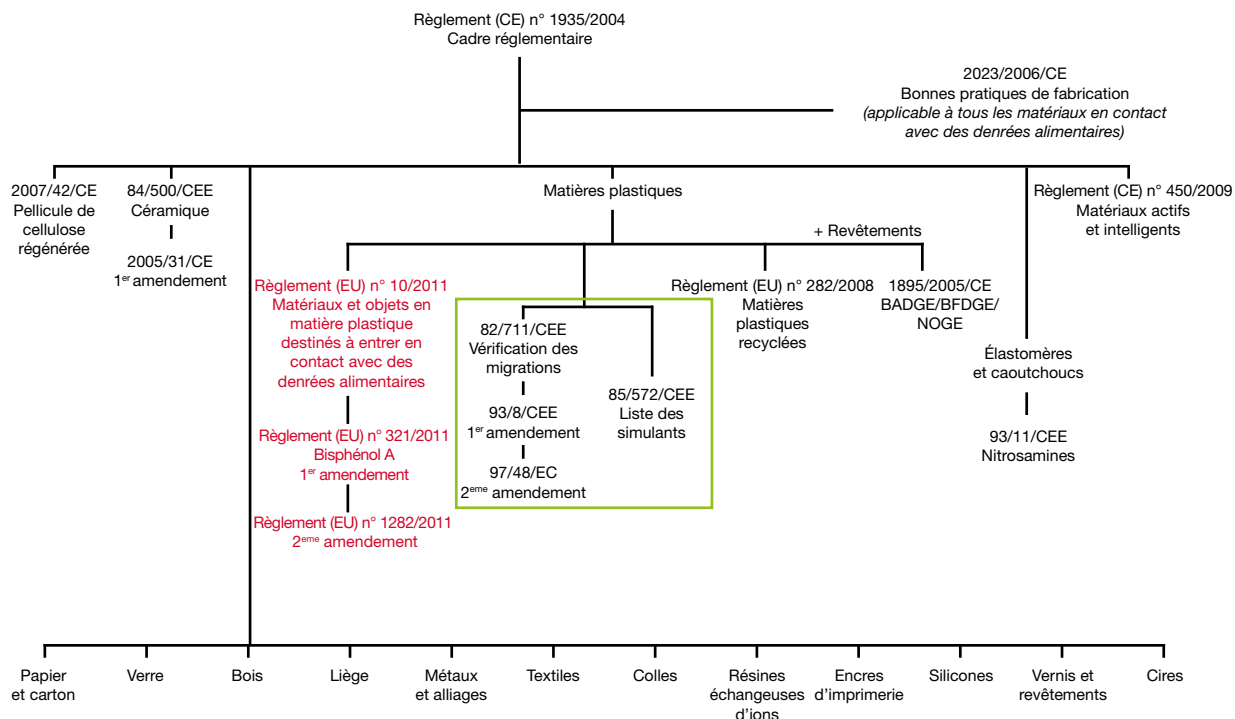 Règlement (CE) n° 1935/2004
Cadre réglementaire
2023/2006/CE
Bonnes pratiques de fabrication
(applicable à tous les matériaux en contact
avec des denrées alimentaires)
2007/42/CE
Pellicule de
cellulose
régénérée
84/500/CEE
Céramique
2005/31/CE
1er amendement
Matières plastiques
+ Revêtements
Règlement (CE) n° 450/2009
Matériaux actifs
et intelligents
Règlement (EU) n° 10/2011
Matériaux et objets en
matière plastique
destinés à entrer en
contact avec des
denrées alimentaires
Règlement (EU) n° 321/2011
Bisphénol A
1er amendement
Règlement (EU) n° 1282/2011
2eme amendement
82/711/CEE
Vérification des
migrations
93/8/CEE
1er amendement
97/48/EC
2eme amendement
85/572/CEE
Liste des
simulants
Règlement (EU) n° 282/2008
Matières
plastiques
recyclées
1895/2005/CE
BADGE/BFDGE/
NOGE
Élastomères
et caoutchoucs
93/11/CEE
Nitrosamines
Papier
et carton
Verre
Bois
Liège
Métaux
et alliages
Textiles
Colles
Résines
échangeuses
d'ions
Encres
d'imprimerie
Silicones
Vernis et
revêtements
Cires